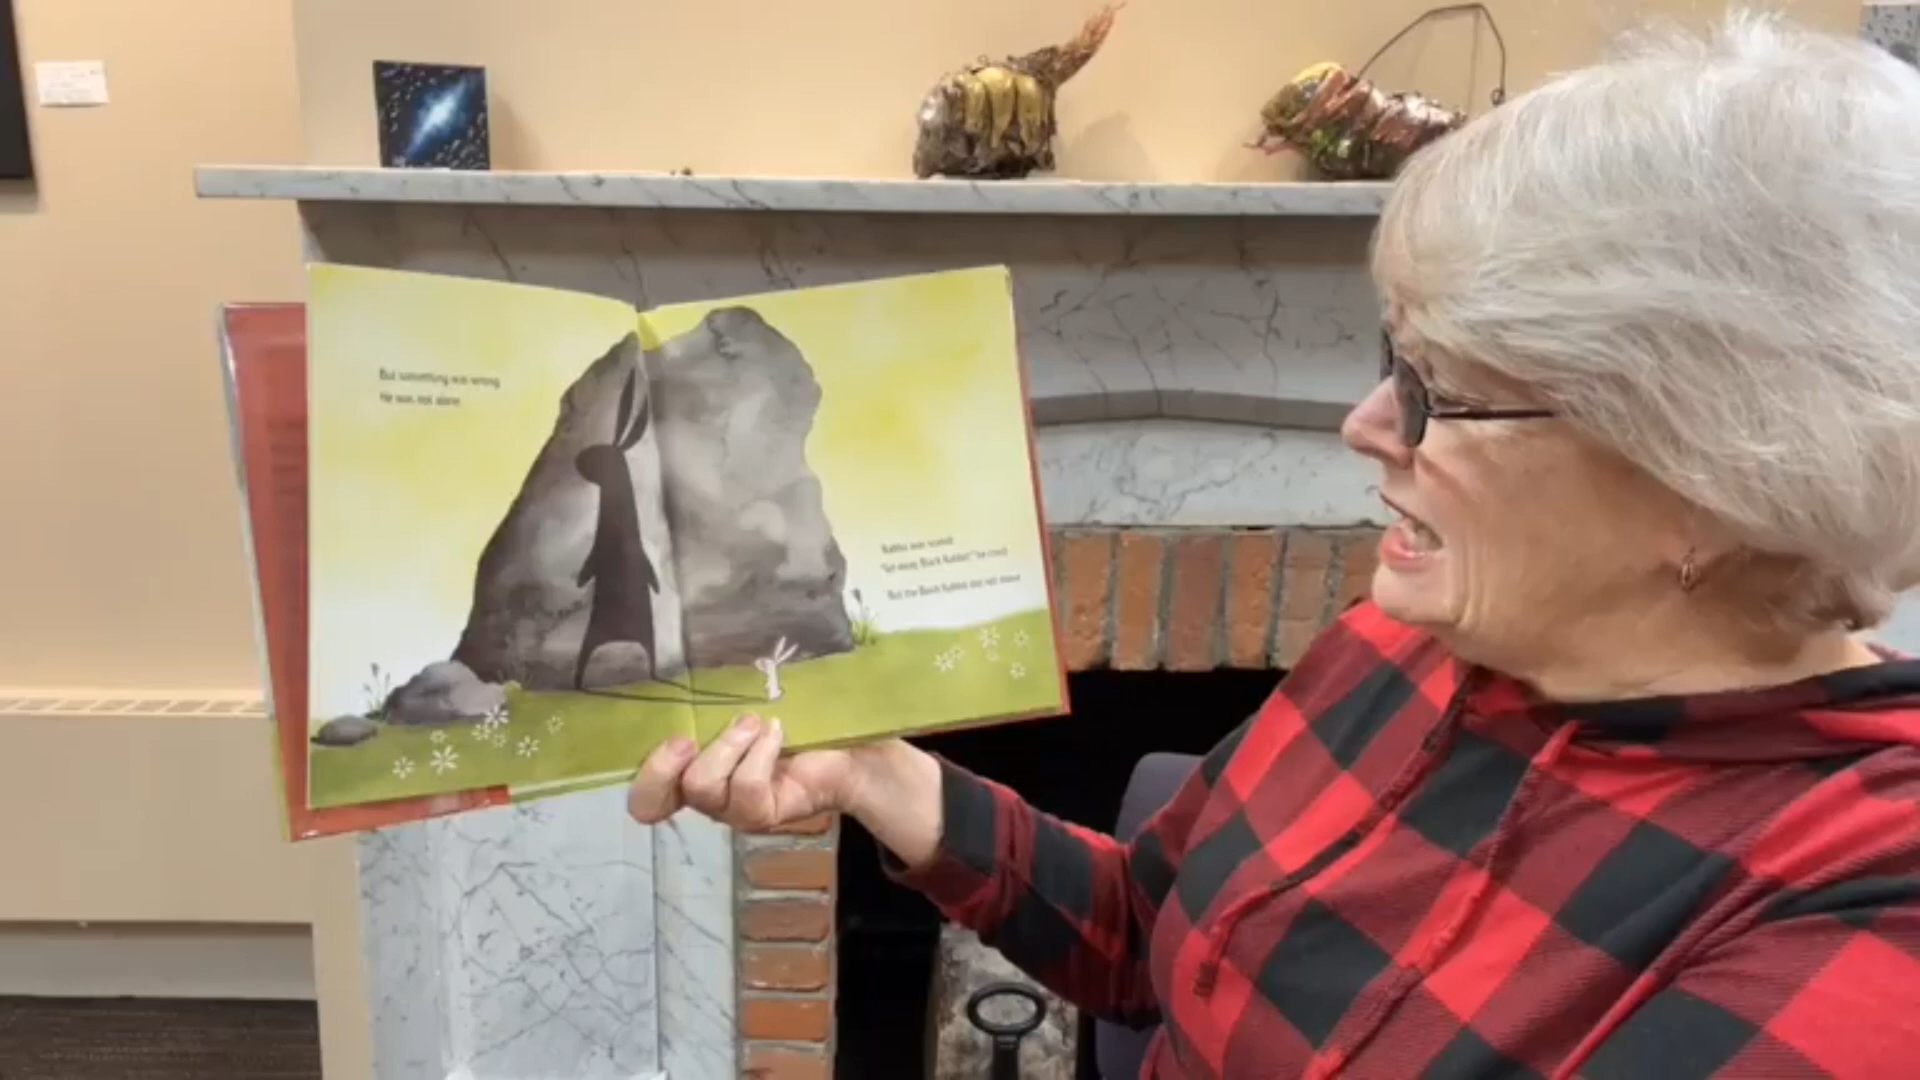 But something was wrong.
He was not alone.
Rabbit was scared.
"Go away, Black Rabbit!" he cried.
But the Black Rabbit did not move.